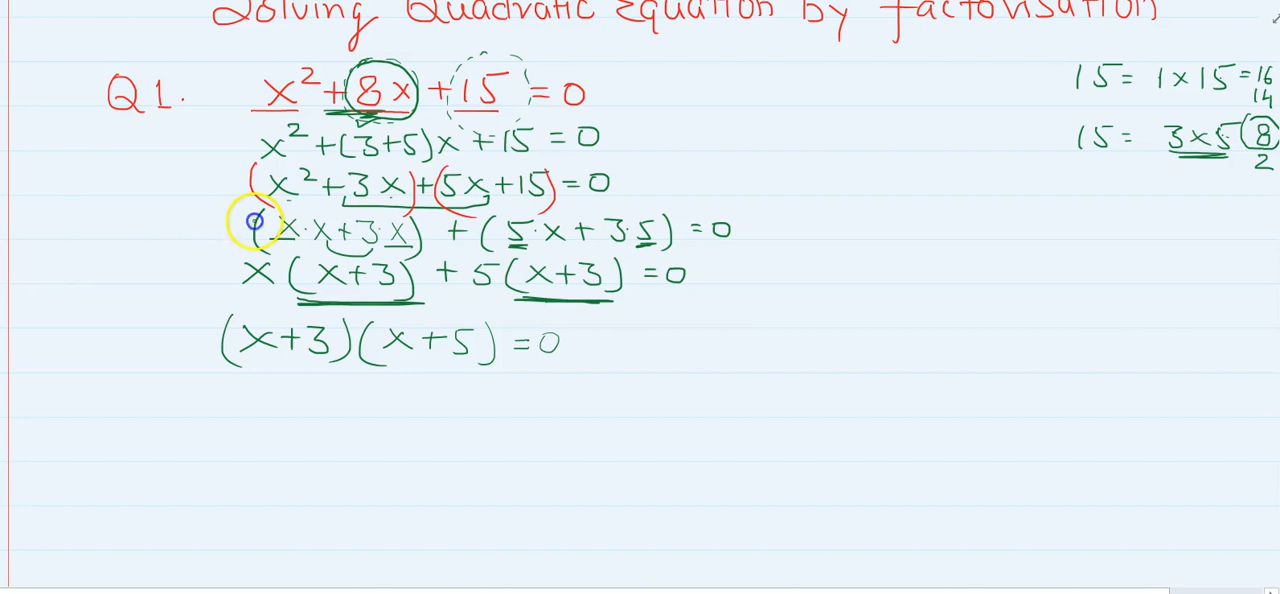 Solving Quadratic Equation by factorisation
Q1. x² + 8x + 15 = 0
x² + (3+5)x + 15 = 0
(x² + 3x) + (5x + 15) = 0
(x·x + 3·x) + (5·x + 3·5) = 0
x(x+3) + 5(x+3) = 0
(x+3)(x+5) = 0
15 = 1 x 15 = 16
14
15 = 3 x 5 8
2